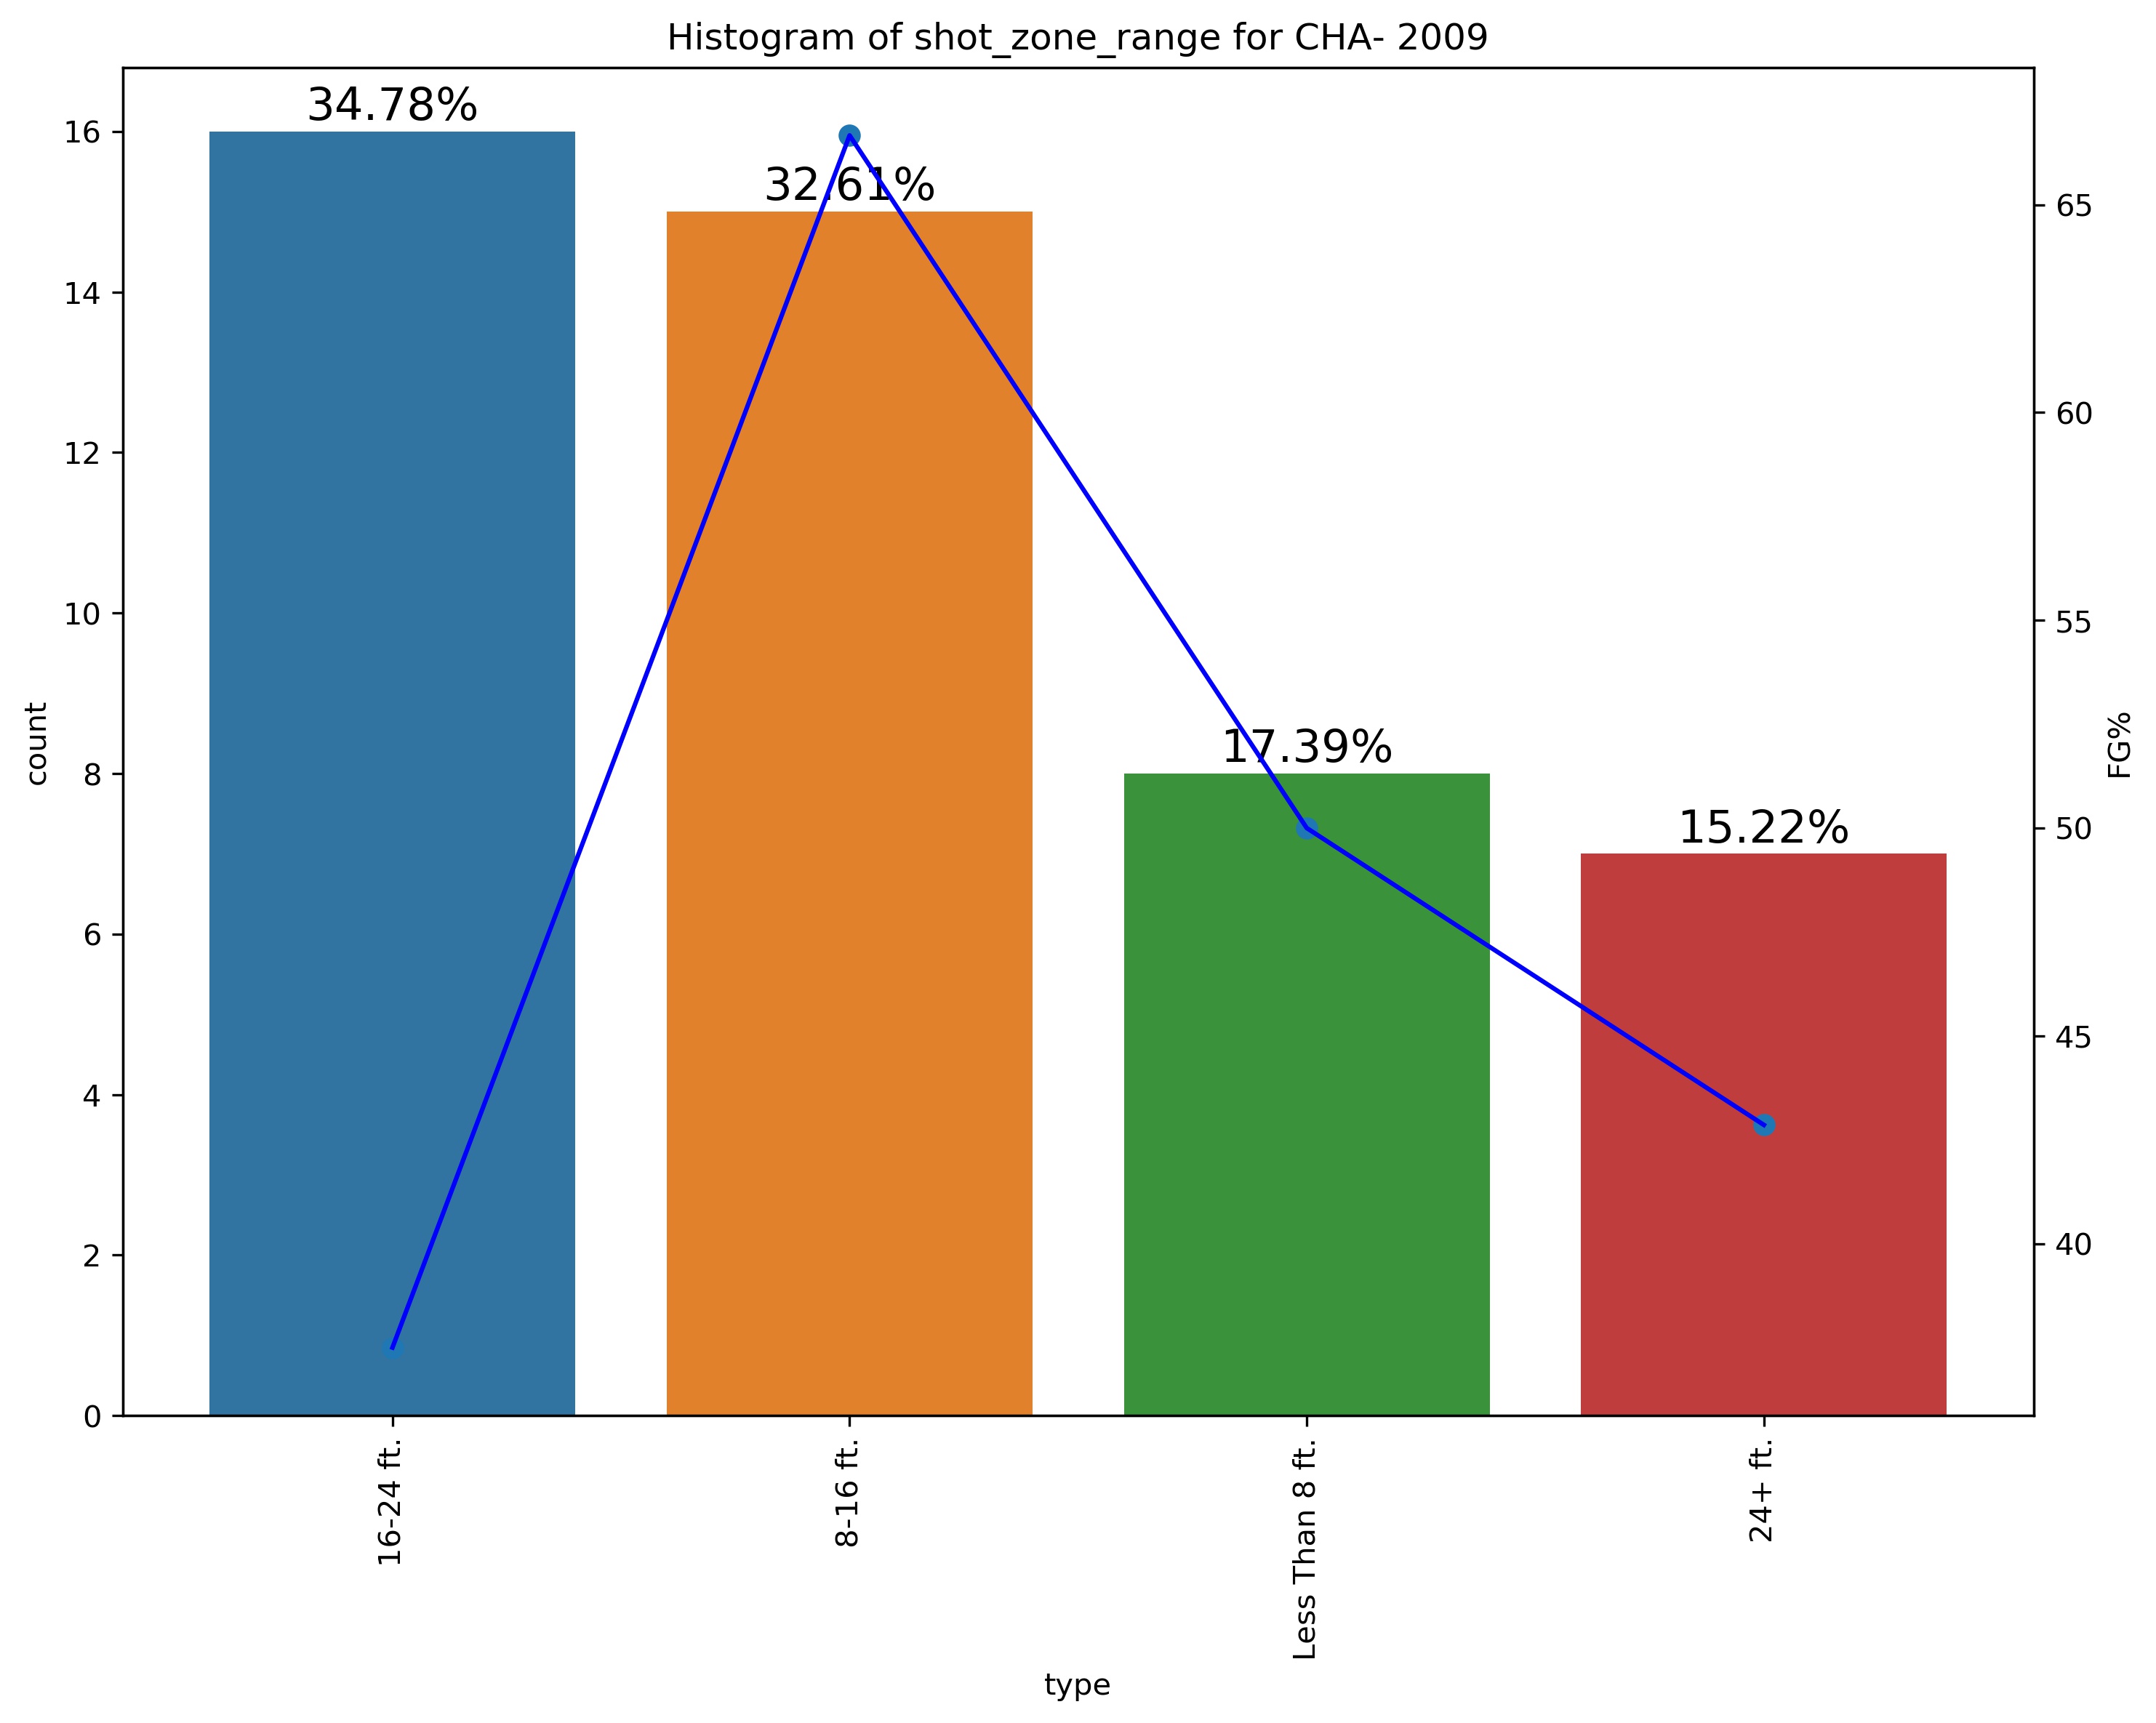 Histogram of shot_zone_range for CHA- 2009
34.78%
32.61%
17.39%
15.22%
16
14
12
10
8
6
4
2
0
count
65
60
55
50
45
40
FG%
16-24 ft.
8-16 ft.
Less Than 8 ft.
24+ ft.
type